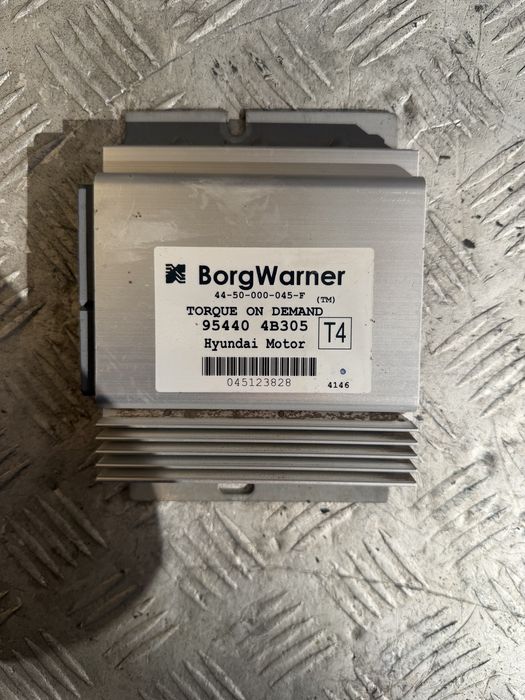 BorgWarner
44-50-000-045-F (TM)
TORQUE ON DEMAND
95440 4B305 T4
Hyundai Motor
045123828 4146